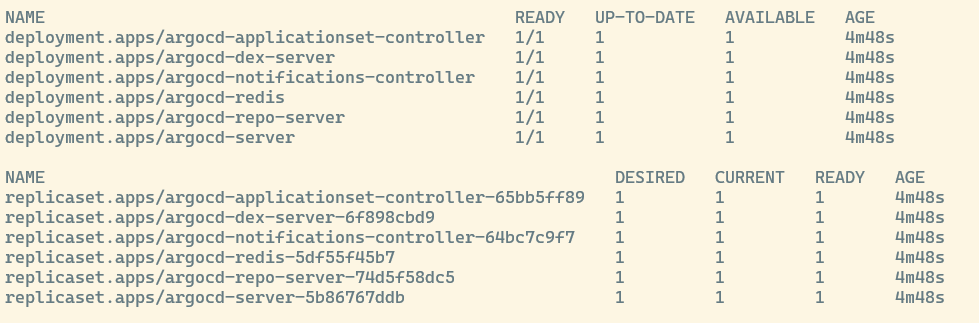 NAME READY UP-TO-DATE AVAILABLE AGE
deployment.apps/argocd-applicationset-controller 1/1 1 1 4m48s
deployment.apps/argocd-dex-server 1/1 1 1 4m48s
deployment.apps/argocd-notifications-controller 1/1 1 1 4m48s
deployment.apps/argocd-redis 1/1 1 1 4m48s
deployment.apps/argocd-repo-server 1/1 1 1 4m48s
deployment.apps/argocd-server 1/1 1 1 4m48s
NAME DESIRED CURRENT READY AGE
replicaset.apps/argocd-applicationset-controller-65bb5ff89 1 1 1 4m48s
replicaset.apps/argocd-dex-server-6f898cbd9 1 1 1 4m48s
replicaset.apps/argocd-notifications-controller-64bc7c9f7 1 1 1 4m48s
replicaset.apps/argocd-redis-5df55f45b7 1 1 1 4m48s
replicaset.apps/argocd-repo-server-74d5f58dc5 1 1 1 4m48s
replicaset.apps/argocd-server-5b86767ddb 1 1 1 4m48s